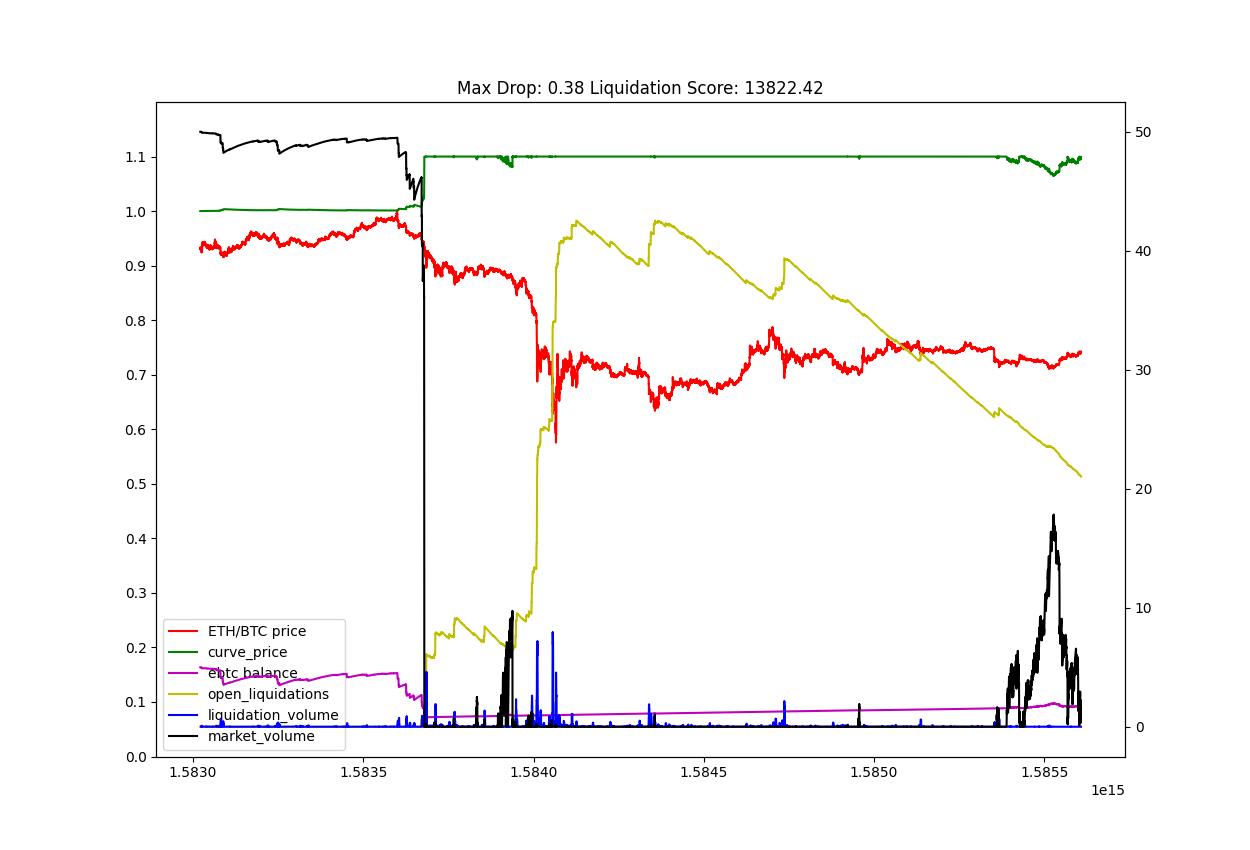 Max Drop: 0.38 Liquidation Score: 13822.42
1.1
1.0
0.9
0.8
0.7
0.6
0.5
0.4
0.3
0.2
0.1
0.0
50
40
30
20
10
0
ETH/BTC price
curve_price
ebtc balance
open_liquidations
liquidation_volume
market_volume
1.5830 1.5835 1.5840 1.5845 1.5850 1.5855
1e15